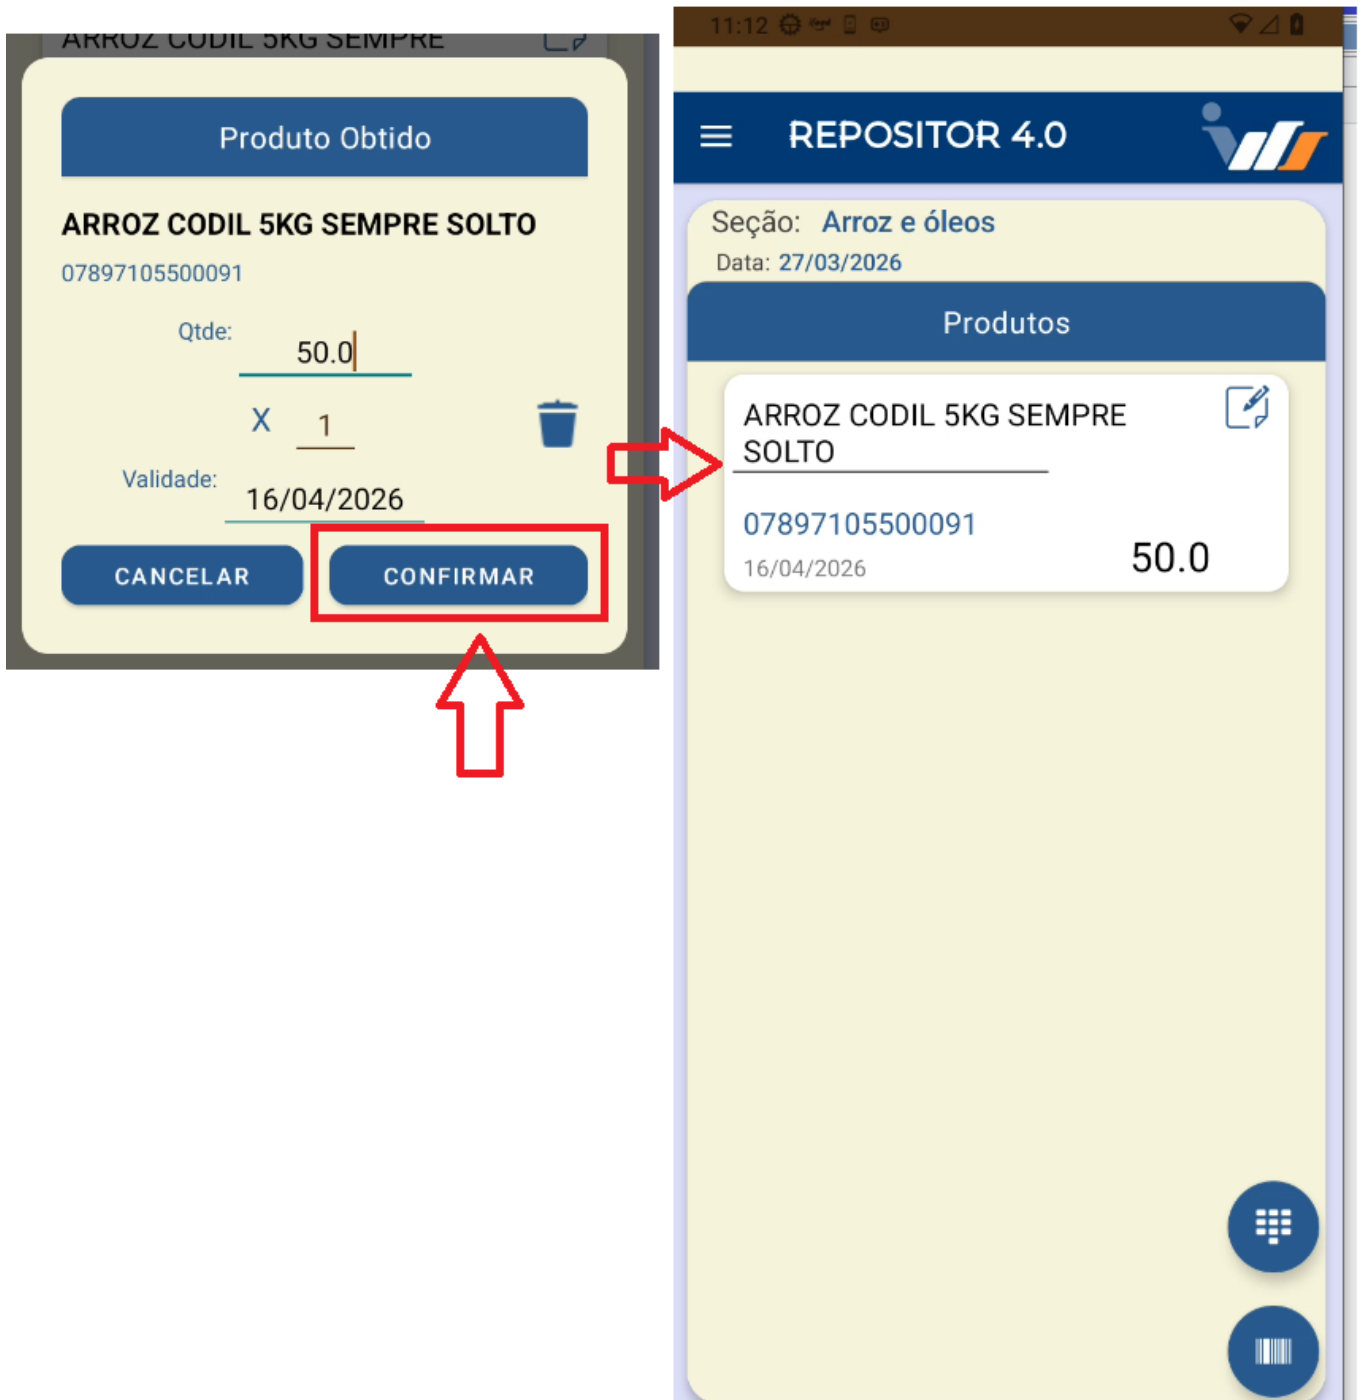 ARROZ CODIL 5KG SEMPRE
Produto Obtido
ARROZ CODIL 5KG SEMPRE SOLTO
07897105500091
Qtde:
50.0
X
1
Validade:
16/04/2026
CANCELAR
CONFIRMAR
11:12
REPOSITOR 4.0
Seção: Arroz e óleos
Data: 27/03/2026
Produtos
ARROZ CODIL 5KG SEMPRE
SOLTO
07897105500091
16/04/2026
50.0